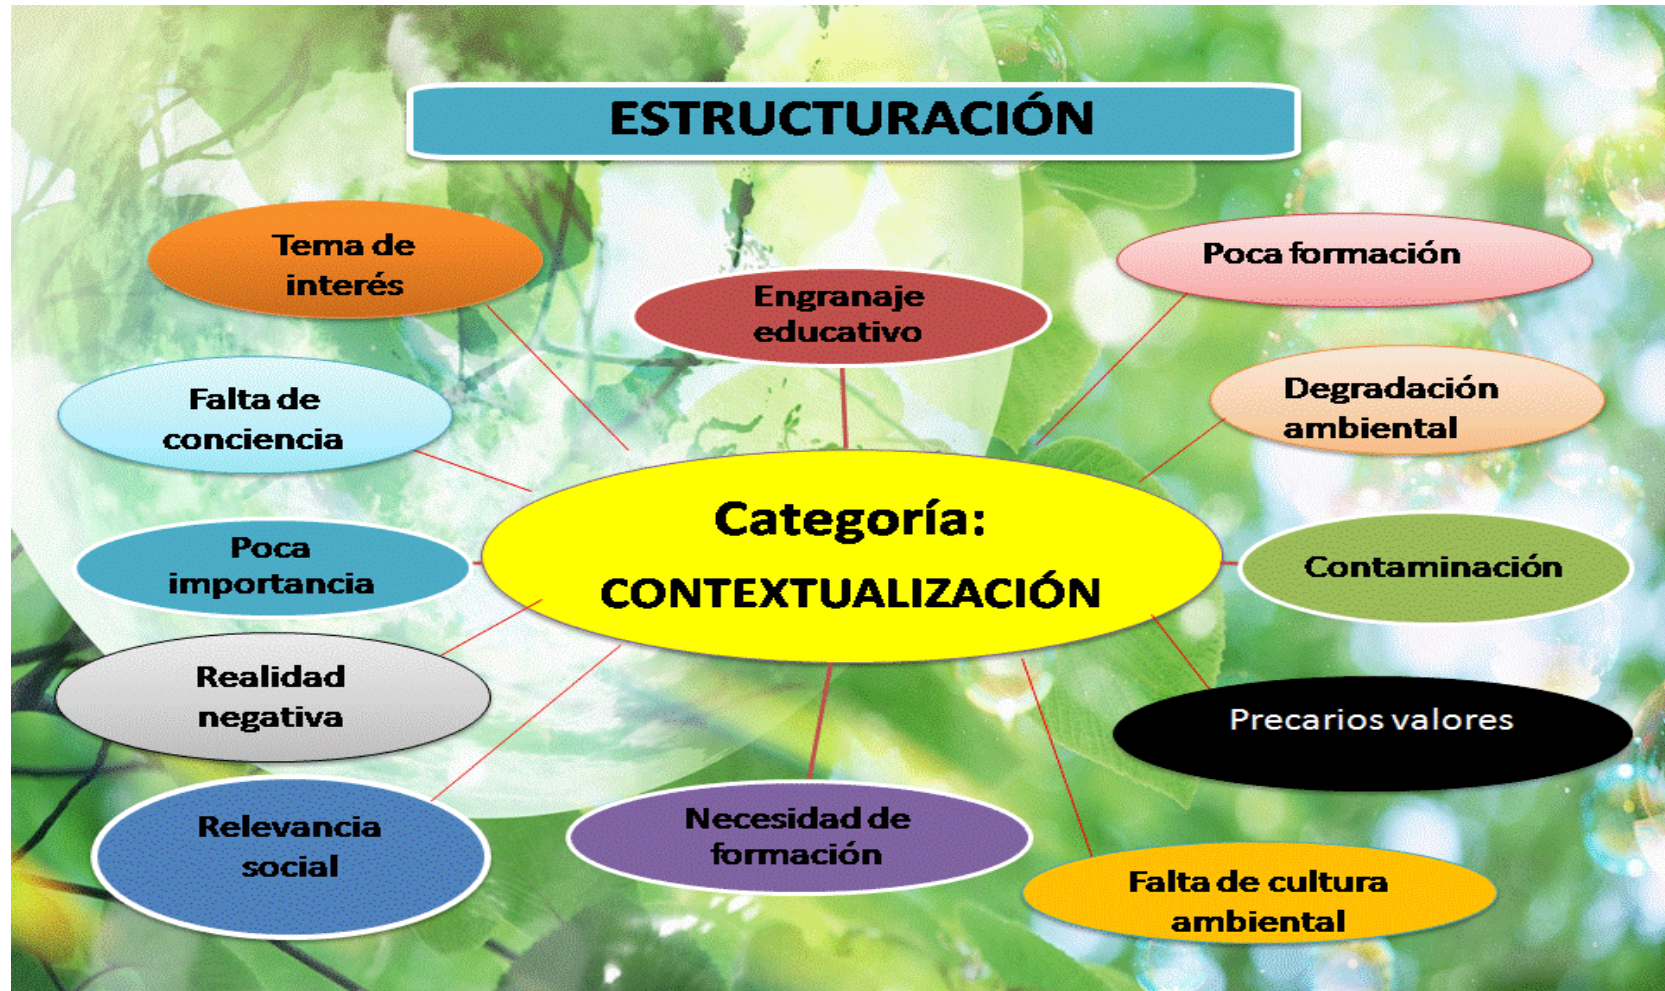 ESTRUCTURACIÓN
Tema de
interés
Engranaje
educativo
Poca formación
Falta de
conciencia
Degradación
ambiental
Categoría:
CONTEXTUALIZACIÓN
Poca
importancia
Contaminación
Realidad
negativa
Precarios valores
Relevancia
social
Necesidad de
formación
Falta de cultura
ambiental